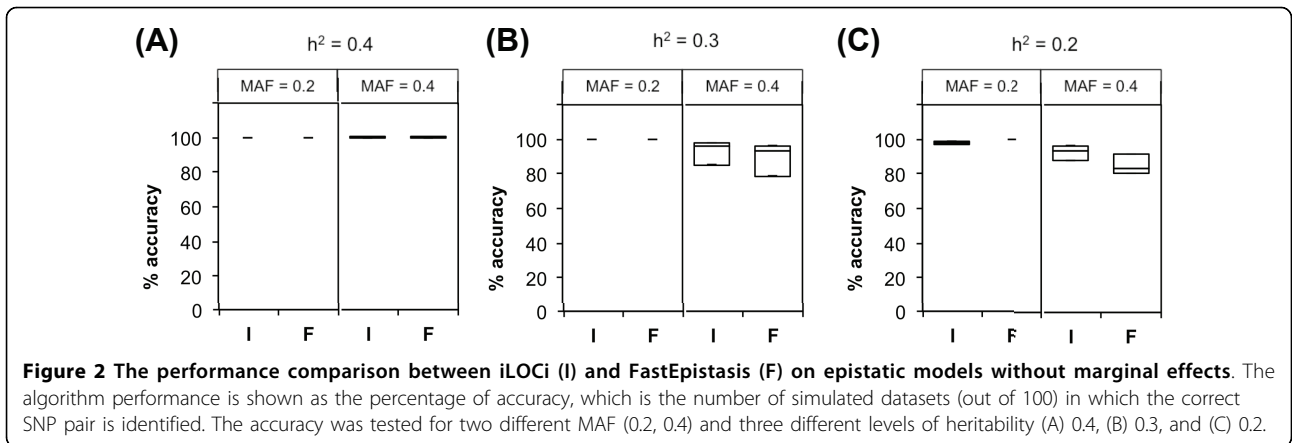 (A) h² = 0.4
MAF = 0.2 MAF = 0.4
% accuracy
100
80
60
40
20
0
I F I F
(B) h² = 0.3
MAF = 0.2 MAF = 0.4
% accuracy
100
80
60
40
20
0
I F I F
(C) h² = 0.2
MAF = 0.2 MAF = 0.4
% accuracy
100
80
60
40
20
0
I F I F
Figure 2 The performance comparison between iLOCi (I) and FastEpistasis (F) on epistatic models without marginal effects. The
algorithm performance is shown as the percentage of accuracy, which is the number of simulated datasets (out of 100) in which the correct
SNP pair is identified. The accuracy was tested for two different MAF (0.2, 0.4) and three different levels of heritability (A) 0.4, (B) 0.3, and (C) 0.2.